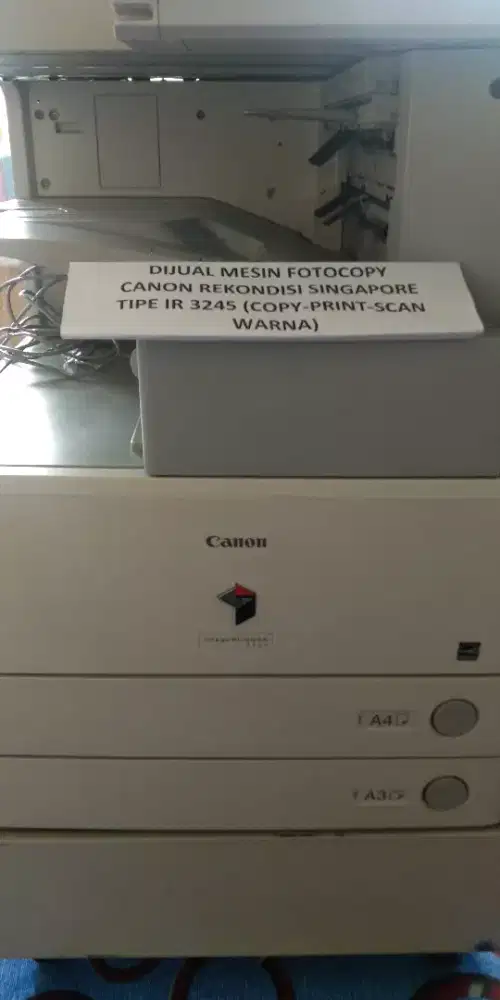 DIJUAL MESIN FOTOCOPY
CANON REKONDISI SINGAPORE
TIPE IR 3245 (COPY-PRINT-SCAN
WARNA)
Canon
A4
A3